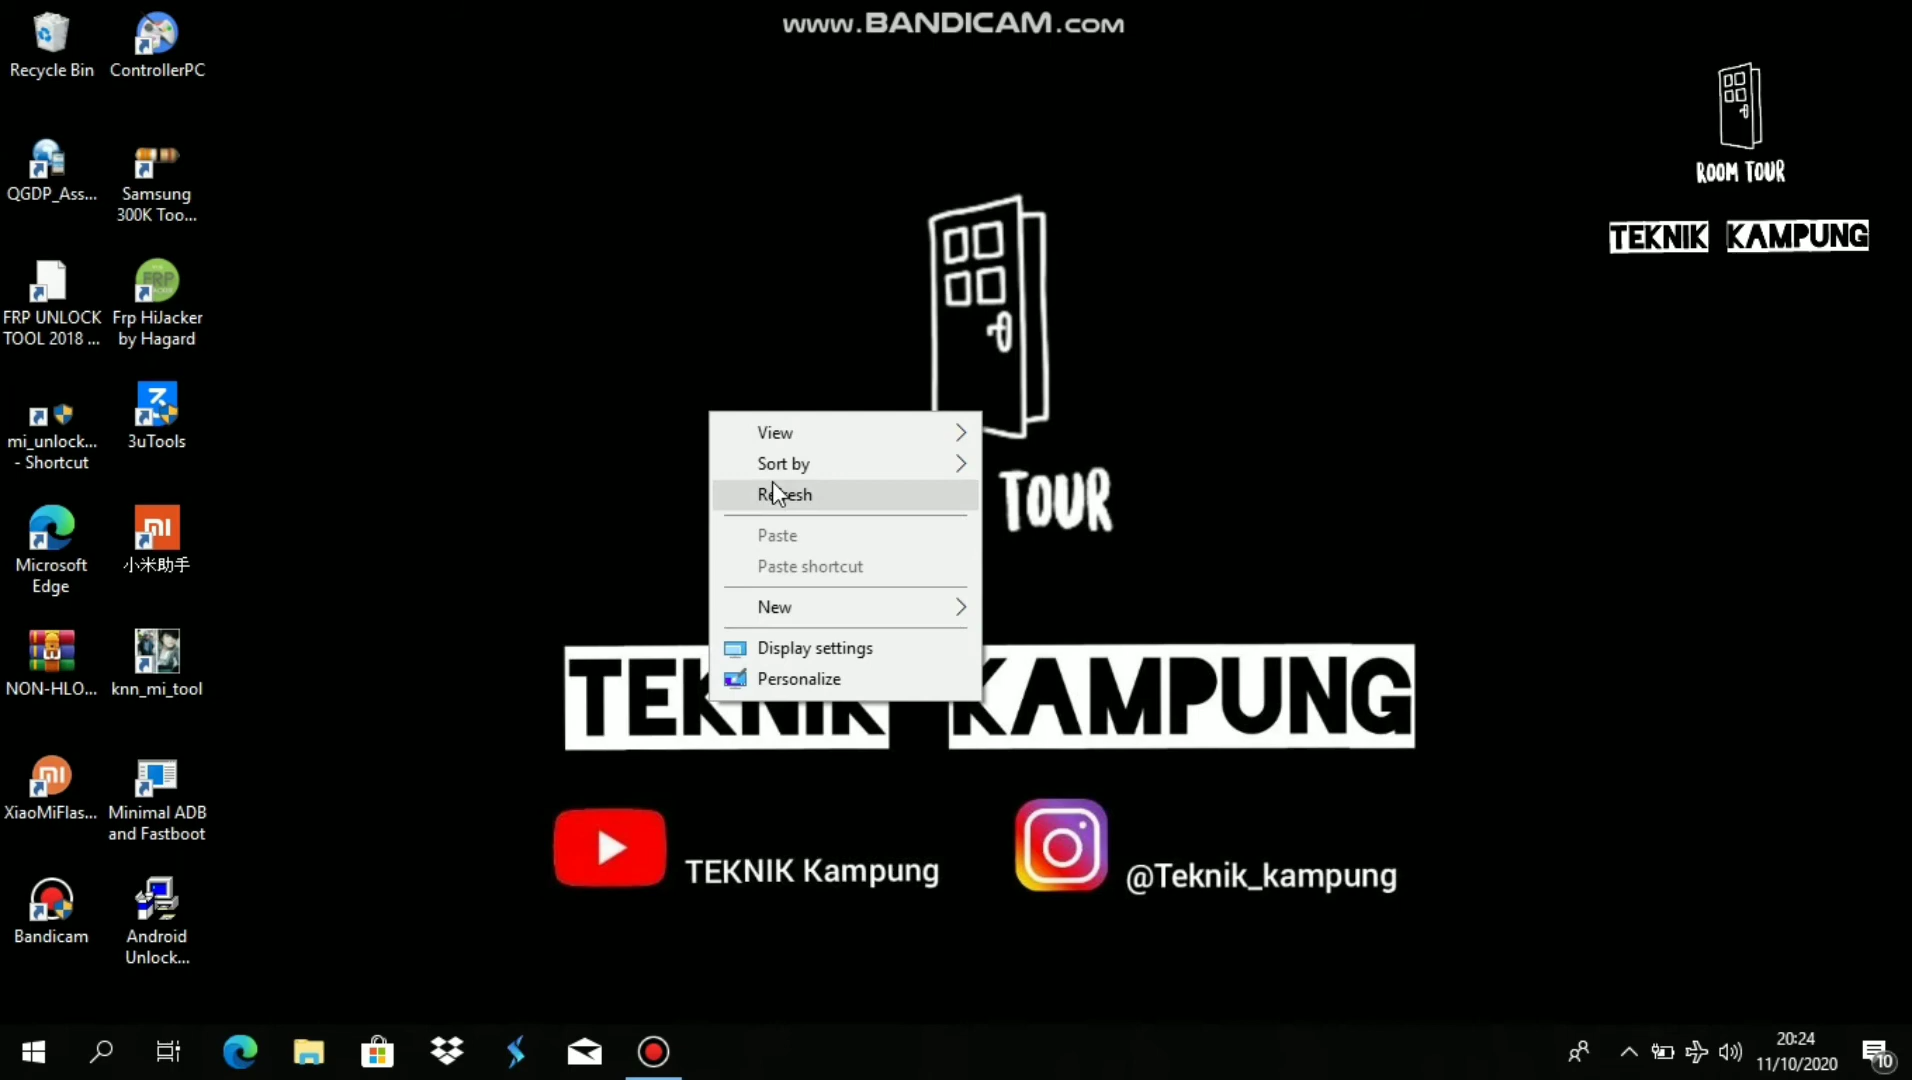 www.BANDICAM.com
Recycle Bin
ControllerPC
QGDP_Ass...
Samsung
300K Too...
FRP UNLOCK
TOOL 2018 ...
FRP
Frp HiJacker
by Hagard
mi_unlock...
- Shortcut
3uTools
Microsoft
Edge
小米助手
NON-HLO...
knn_mi_tool
XiaoMiFlas...
Minimal ADB
and Fastboot
Bandicam
Android
Unlock...
ROOM TOUR
TEKNIK KAMPUNG
View
Sort by
Refresh
Paste
Paste shortcut
New
Display settings
Personalize
TOUR
TEKNIK KAMPUNG
TEKNIK Kampung
@Teknik_kampung
20:24
11/10/2020
10